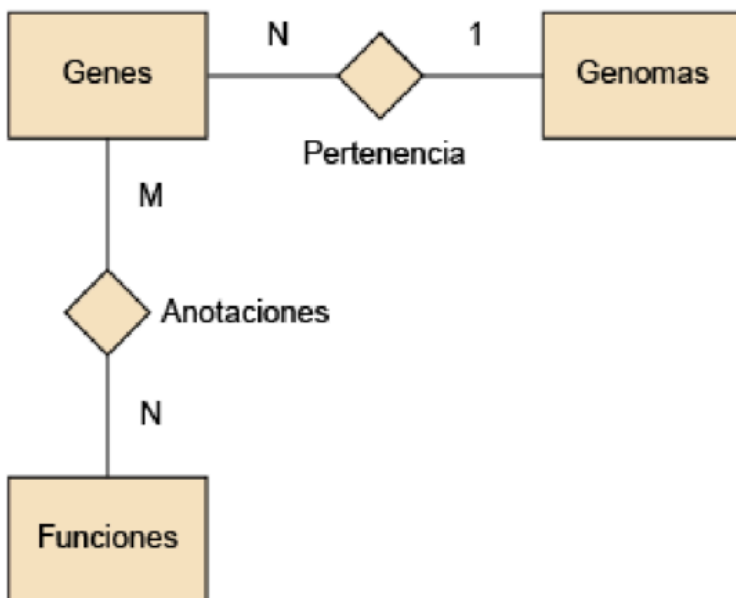 N
1
Genes
Genomas
Pertenencia
M
Anotaciones
N
Funciones